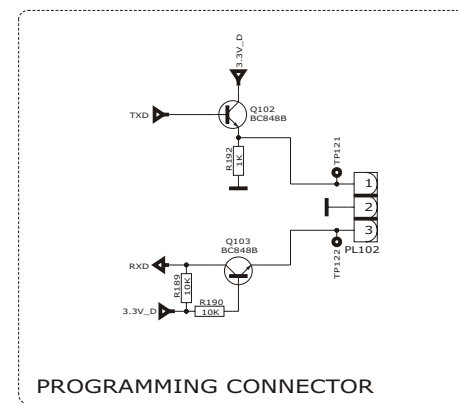 3.3V_D
Q102
BC848B
TXD
R192
1K
TP121
1
2
3
PL102
TP122
Q103
BC848B
RXD
R189
10K
R190
10K
3.3V_D
PROGRAMMING CONNECTOR